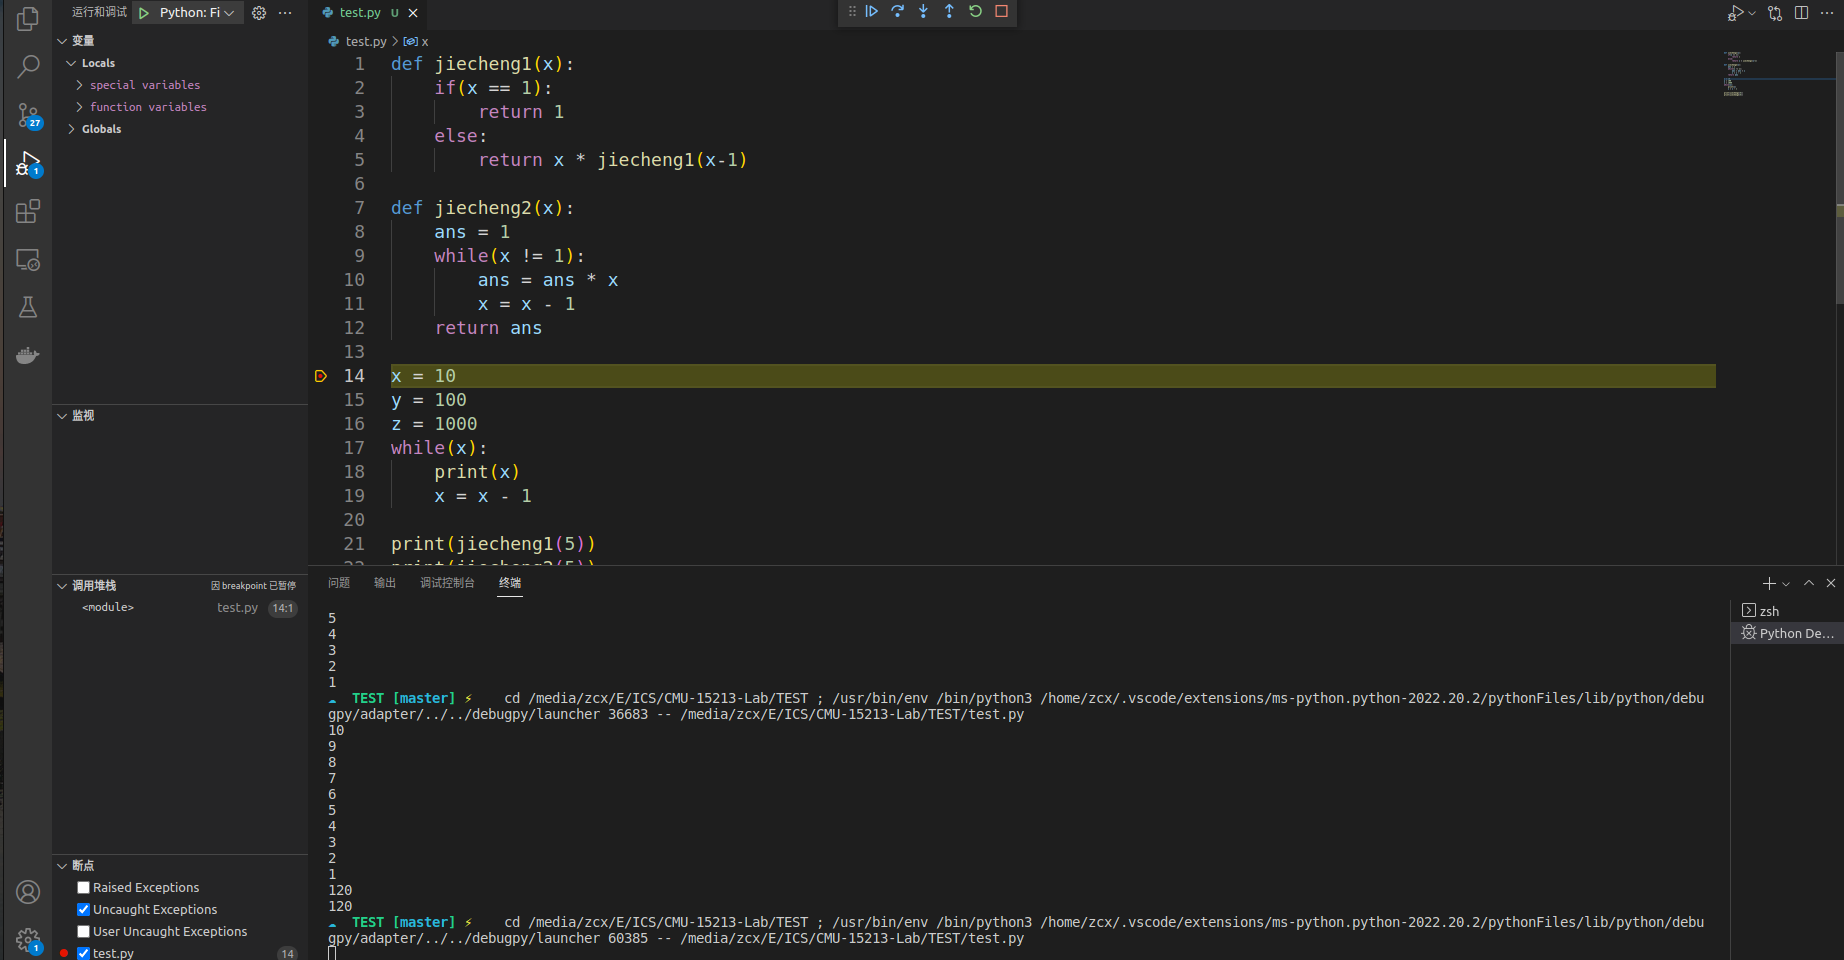 运行和调试 Python: Fi
变量
Locals
special variables
function variables
Globals
27
1
监视
调用堆栈 因 breakpoint 已暂停
<module> test.py 14:1
断点
Raised Exceptions
Uncaught Exceptions
User Uncaught Exceptions
test.py 14
1
test.py U
test.py > x
1 def jiecheng1(x):
2 if(x == 1):
3 return 1
4 else:
5 return x * jiecheng1(x-1)
6
7 def jiecheng2(x):
8 ans = 1
9 while(x != 1):
10 ans = ans * x
11 x = x - 1
12 return ans
13
14 x = 10
15 y = 100
16 z = 1000
17 while(x):
18 print(x)
19 x = x - 1
20
21 print(jiecheng1(5))
22 print(jiecheng2(5))
问题 输出 调试控制台 终端
5
4
3
2
1
TEST [master] ⚡ cd /media/zcx/E/ICS/CMU-15213-Lab/TEST ; /usr/bin/env /bin/python3 /home/zcx/.vscode/extensions/ms-python.python-2022.20.2/pythonFiles/lib/python/debu
gpy/adapter/../../debugpy/launcher 36683 -- /media/zcx/E/ICS/CMU-15213-Lab/TEST/test.py
10
9
8
7
6
5
4
3
2
1
120
120
TEST [master] ⚡ cd /media/zcx/E/ICS/CMU-15213-Lab/TEST ; /usr/bin/env /bin/python3 /home/zcx/.vscode/extensions/ms-python.python-2022.20.2/pythonFiles/lib/python/debu
gpy/adapter/../../debugpy/launcher 60385 -- /media/zcx/E/ICS/CMU-15213-Lab/TEST/test.py
zsh
Python De...